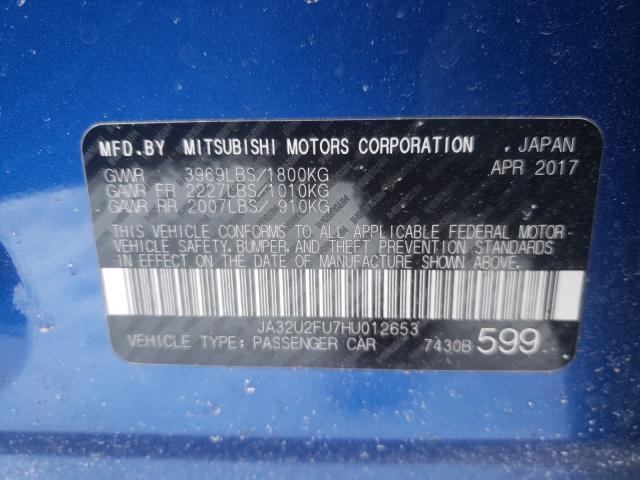 MFD.BY MITSUBISHI MOTORS CORPORATION , JAPAN
GVWR 3969LBS/1800KG APR 2017
GAWR FR 2227LBS/1010KG
GAWR RR 2007LBS/ 910KG
THIS VEHICLE CONFORMS TO ALL APPLICABLE FEDERAL MOTOR
VEHICLE SAFETY,BUMPER,AND THEFT PREVENTION STANDARDS
IN EFFECT ON THE DATE OF MANUFACTURE SHOWN ABOVE.
JA32U2FU7HU012653
VEHICLE TYPE: PASSENGER CAR 7430B 599